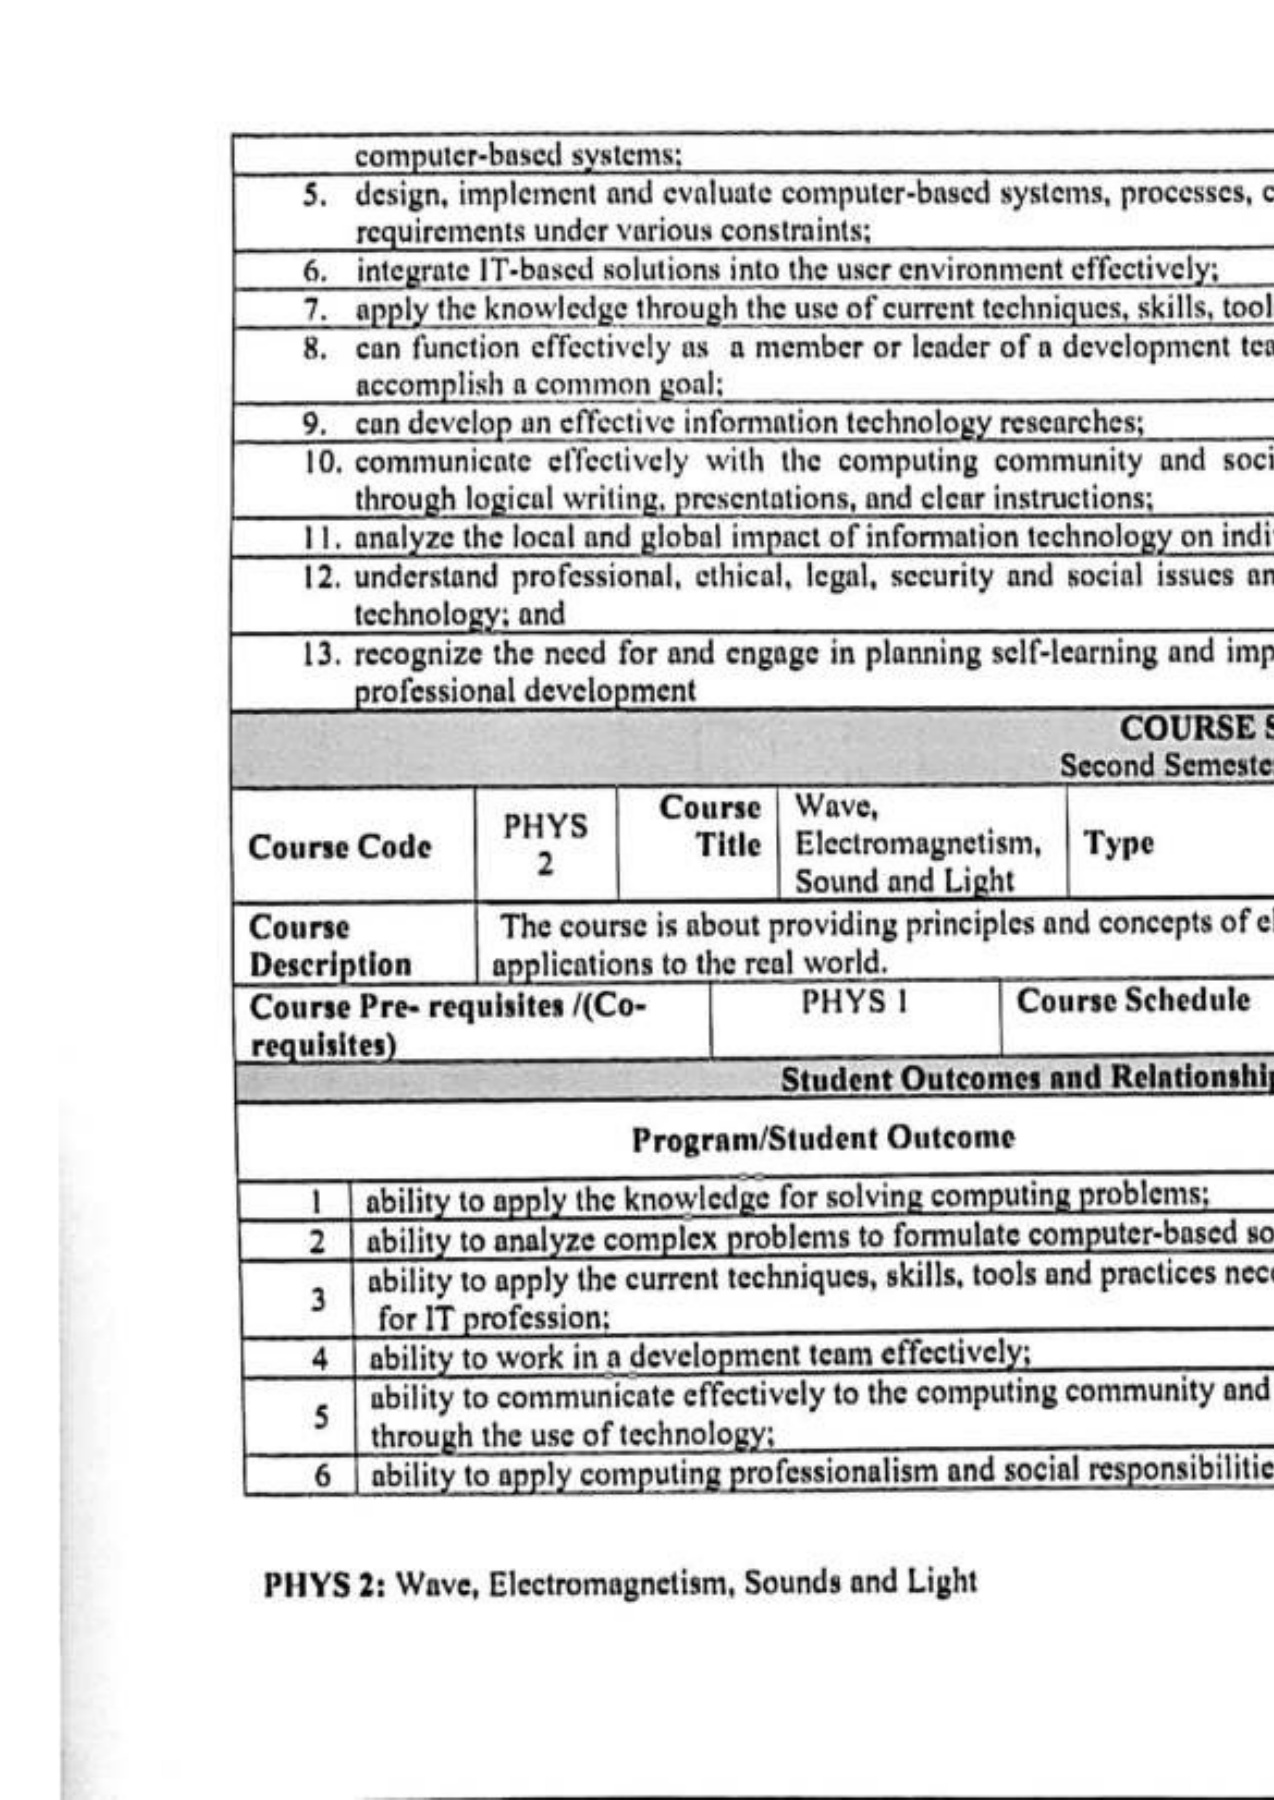 computer-based systems;
5. design, implement and evaluate computer-based systems, processes, c
requirements under various constraints;
6. integrate IT-based solutions into the user environment effectively;
7. apply the knowledge through the use of current techniques, skills, tool
8. can function effectively as a member or leader of a development tea
accomplish a common goal;
9. can develop an effective information technology researches;
10. communicate effectively with the computing community and soci
through logical writing, presentations, and clear instructions;
11. analyze the local and global impact of information technology on indi
12. understand professional, ethical, legal, security and social issues an
technology; and
13. recognize the need for and engage in planning self-learning and imp
professional development
COURSE S
Second Semeste
Course Code
PHYS
2
Course
Title
Wave,
Electromagnetism,
Sound and Light
Type
Course
Description
The course is about providing principles and concepts of el
applications to the real world.
Course Pre- requisites /(Co-
requisites)
PHYS 1
Course Schedule
Student Outcomes and Relationship
Program/Student Outcome
1 ability to apply the knowledge for solving computing problems;
2 ability to analyze complex problems to formulate computer-based so
3 ability to apply the current techniques, skills, tools and practices nece
for IT profession;
4 ability to work in a development team effectively;
5 ability to communicate effectively to the computing community and
through the use of technology;
6 ability to apply computing professionalism and social responsibilitie
PHYS 2: Wave, Electromagnetism, Sounds and Light